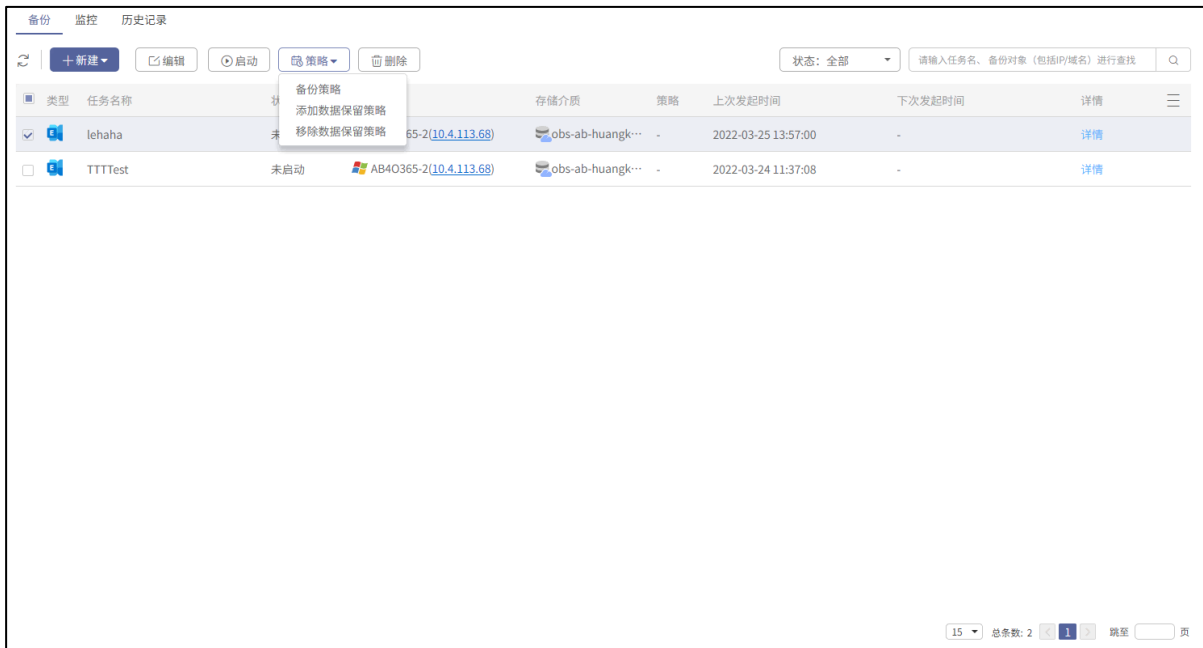 备份 监控 历史记录
新建 编辑 启动 策略 删除 状态：全部 请输入任务名、备份对象（包括IP/域名）进行查找
备份策略
添加数据保留策略
移除数据保留策略
类型 任务名称 存储介质 策略 上次发起时间 下次发起时间 详情
lehaha 65-2(10.4.113.68) obs-ab-huangk··· - 2022-03-25 13:57:00 - 详情
TTTTest 未启动 AB4O365-2(10.4.113.68) obs-ab-huangk··· - 2022-03-24 11:37:08 - 详情
15 总条数: 2 1 跳至 页